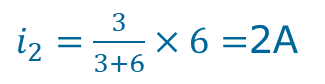 i₂ = 3/(3+6) × 6 =2A